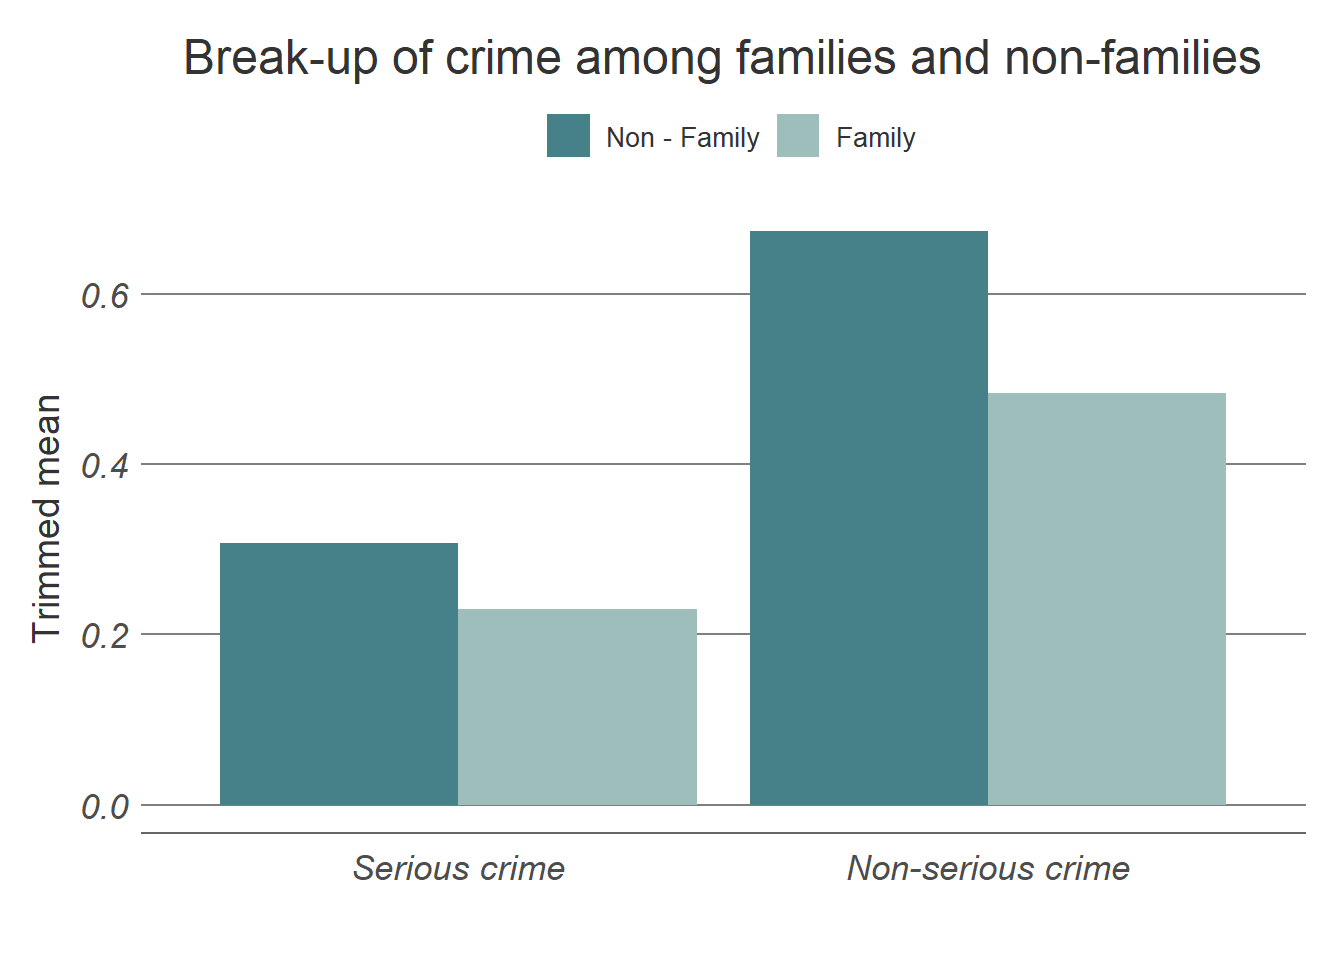 Break-up of crime among families and non-families
Non - Family
Family
Trimmed mean
0.6
0.4
0.2
0.0
Serious crime
Non-serious crime